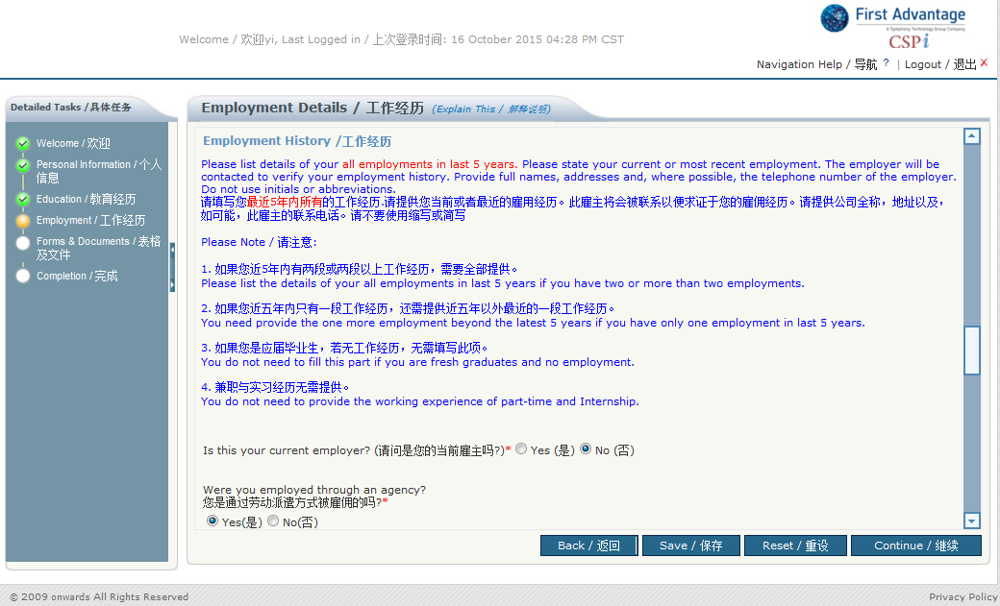 First Advantage
A Symphony Technology Group Company
CSPi
Welcome / 欢迎yi, Last Logged in / 上次登录时间: 16 October 2015 04:28 PM CST
Navigation Help / 导航 ? | Logout / 退出 X
Detailed Tasks /具体任务
Welcome / 欢迎
Personal Information / 个人
信息
Education / 教育经历
Employment / 工作经历
Forms & Documents / 表格
及文件
Completion / 完成
Employment Details / 工作经历 (Explain This / 解释说明)
Employment History /工作经历
Please list details of your all employments in last 5 years. Please state your current or most recent employment. The employer will be
contacted to verify your employment history. Provide full names, addresses and, where possible, the telephone number of the employer.
Do not use initials or abbreviations.
请填写您最近5年内所有的工作经历.请提供您当前或者最近的雇用经历。此雇主将会被联系以便求证于您的雇佣经历。请提供公司全称，地址以及，
如可能，此雇主的联系电话。请不要使用缩写或简写
Please Note / 请注意:
1. 如果您近5年内有两段或两段以上工作经历，需要全部提供。
Please list the details of your all employments in last 5 years if you have two or more than two employments.
2. 如果您近五年内只有一段工作经历，还需提供近五年以外最近的一段工作经历。
You need provide the one more employment beyond the latest 5 years if you have only one employment in last 5 years.
3. 如果您是应届毕业生，若无工作经历，无需填写此项。
You do not need to fill this part if you are fresh graduates and no employment.
4. 兼职与实习经历无需提供。
You do not need to provide the working experience of part-time and Internship.
Is this your current employer? (请问是您的当前雇主吗?)* Yes (是) No (否)
Were you employed through an agency?
您是通过劳动派遣方式被雇佣的吗?*
Yes(是) No(否)
Back / 返回 Save / 保存 Reset / 重设 Continue / 继续
© 2009 onwards All Rights Reserved
Privacy Policy